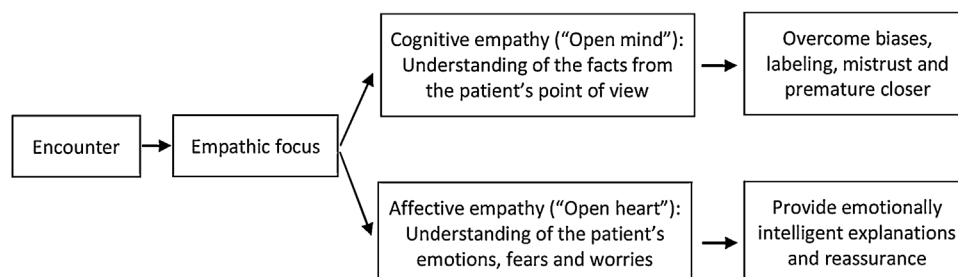 Encounter
Empathic focus
Cognitive empathy (“Open mind”):
Understanding of the facts from
the patient’s point of view
Overcome biases,
labeling, mistrust and
premature closer
Affective empathy (“Open heart”):
Understanding of the patient’s
emotions, fears and worries
Provide emotionally
intelligent explanations
and reassurance